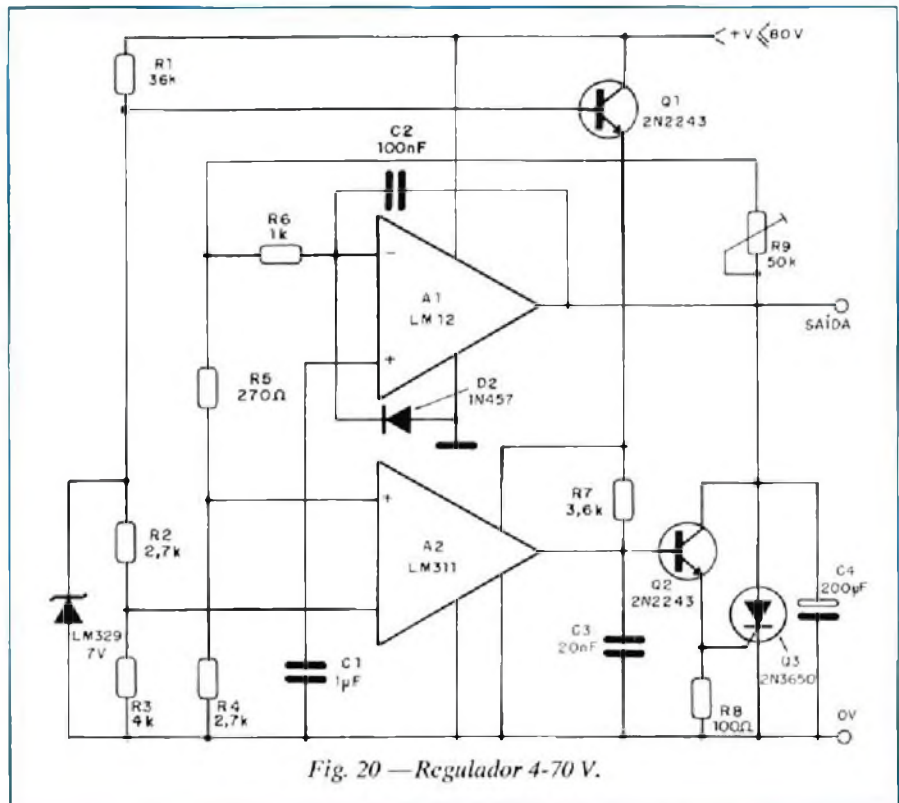 +V ≤80V
R1
36k
Q1
2N2243
C2
100nF
R6
1k
R9
50k
A1
LM12
SAÍDA
R5
270Ω
D2
1N457
R7
3,6k
R2
2,7k
A2
LM311
Q2
2N2243
C4
200µF
LM329
7V
C3
20nF
Q3
2N3650
C1
1µF
R3
4k
R4
2,7k
R8
100Ω
0V
Fig. 20 — Regulador 4-70 V.